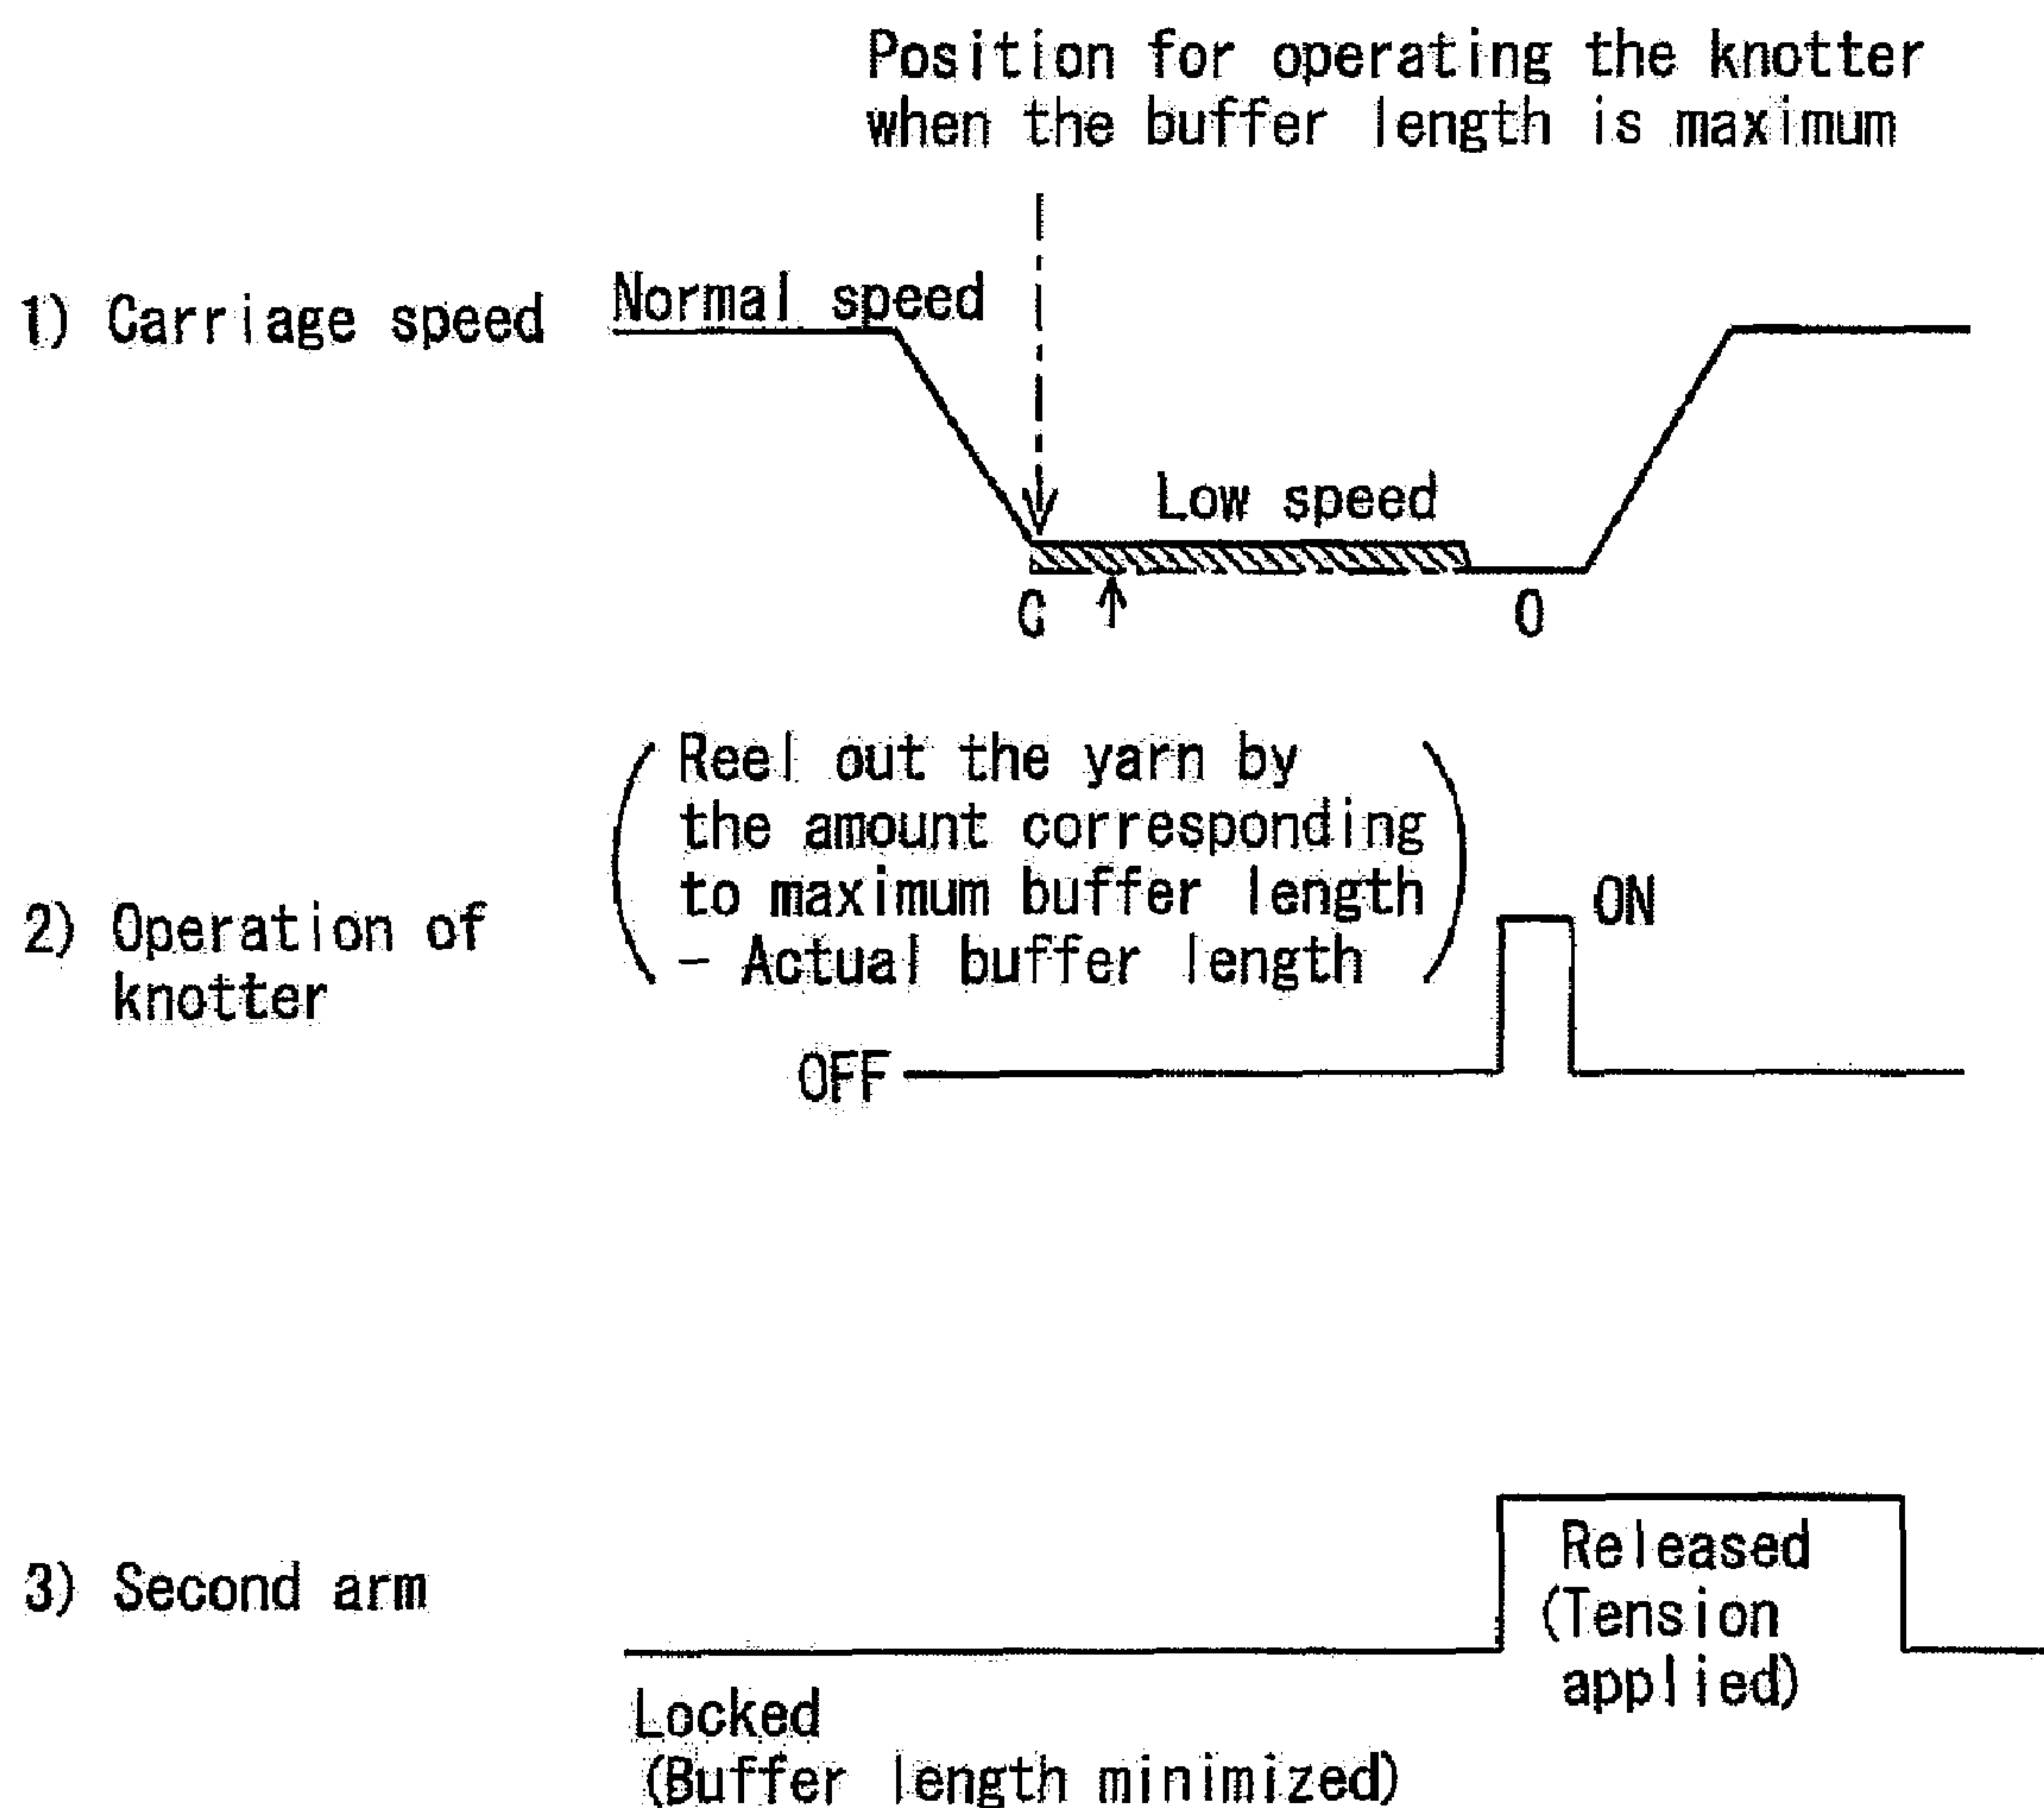 Position for operating the knotter
when the buffer length is maximum
1) Carriage speed
Normal speed
Low speed
C
O
Reel out the yarn by
the amount corresponding
to maximum buffer length
- Actual buffer length
2) Operation of
knotter
ON
OFF
3) Second arm
Released
(Tension
applied)
Locked
(Buffer length minimized)